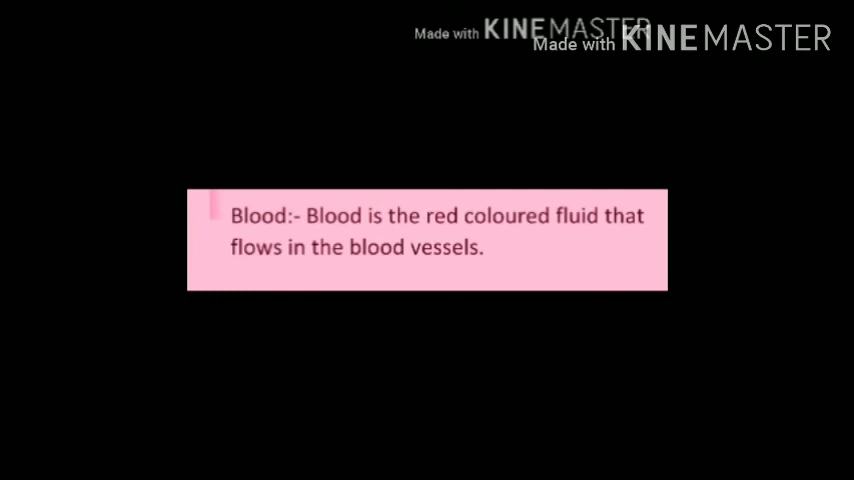 Made with KINEMASTER
Made with KINEMASTER
Blood:- Blood is the red coloured fluid that
flows in the blood vessels.